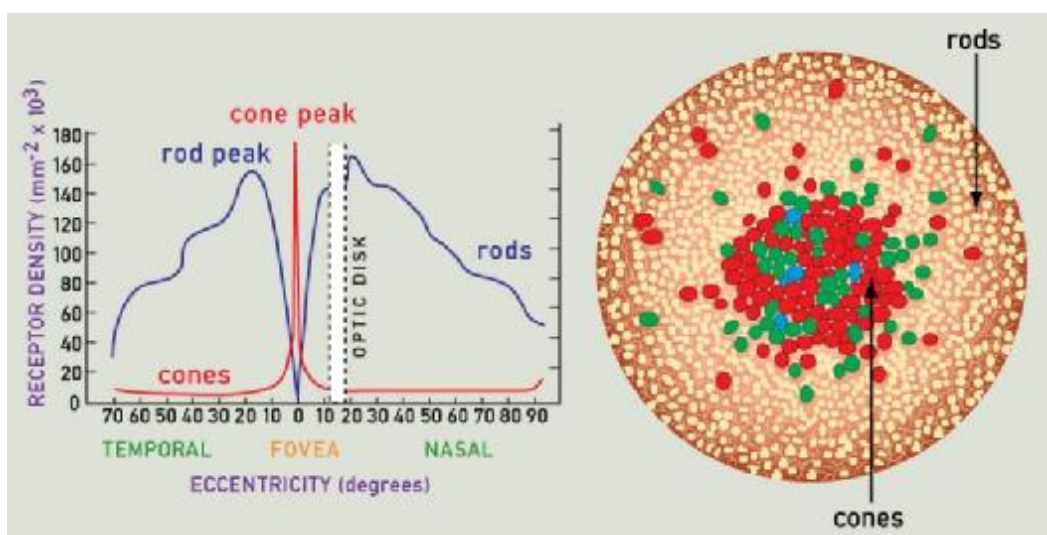 rods
cone peak
rod peak
RECEPTOR DENSITY (mm-2 x 103)
180
160
140
120
100
80
60
40
20
0
rods
OPTIC DISK
cones
70 60 50 40 30 20 10 0 10 20 30 40 50 60 70 80 90
TEMPORAL FOVEA NASAL
ECCENTRICITY (degrees)
cones